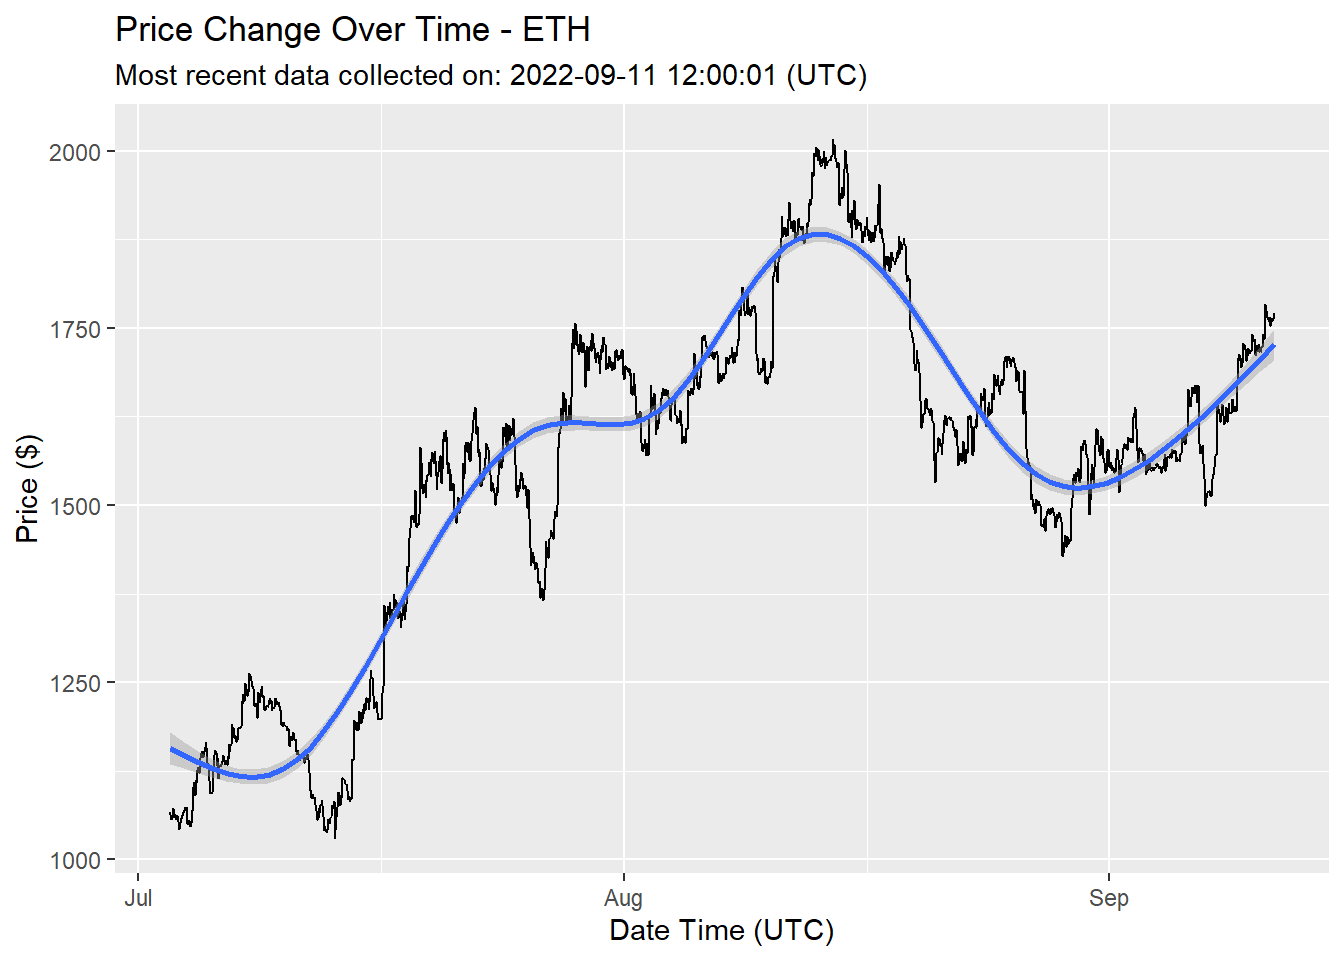 Price Change Over Time - ETH
Most recent data collected on: 2022-09-11 12:00:01 (UTC)
2000
1750
1500
1250
1000
Price ($)
Jul
Aug
Sep
Date Time (UTC)